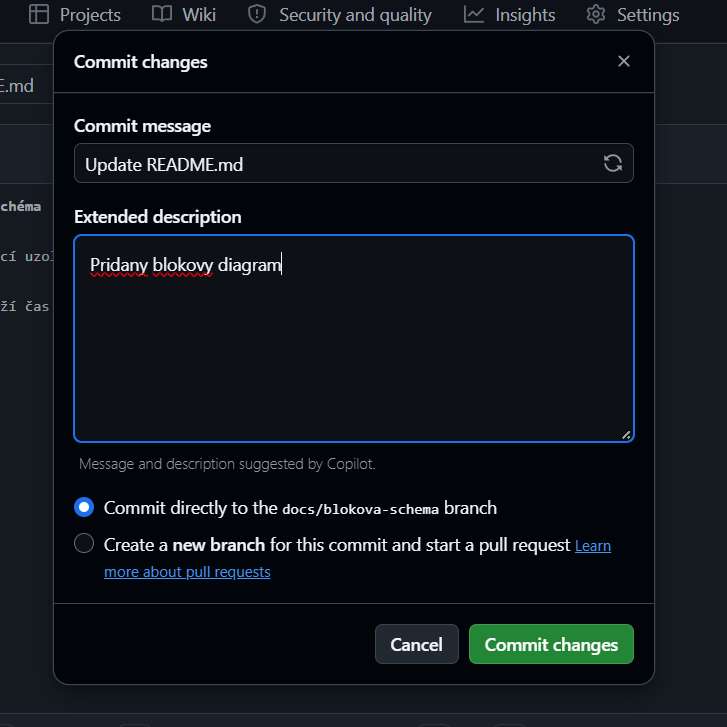 Projects Wiki Security and quality Insights Settings
Commit changes
E.md
Commit message
Update README.md
chéma
Extended description
cí uzol
Pridany blokovy diagram
ží čas
Message and description suggested by Copilot.
Commit directly to the docs/blokova-schema branch
Create a new branch for this commit and start a pull request Learn
more about pull requests
Cancel Commit changes